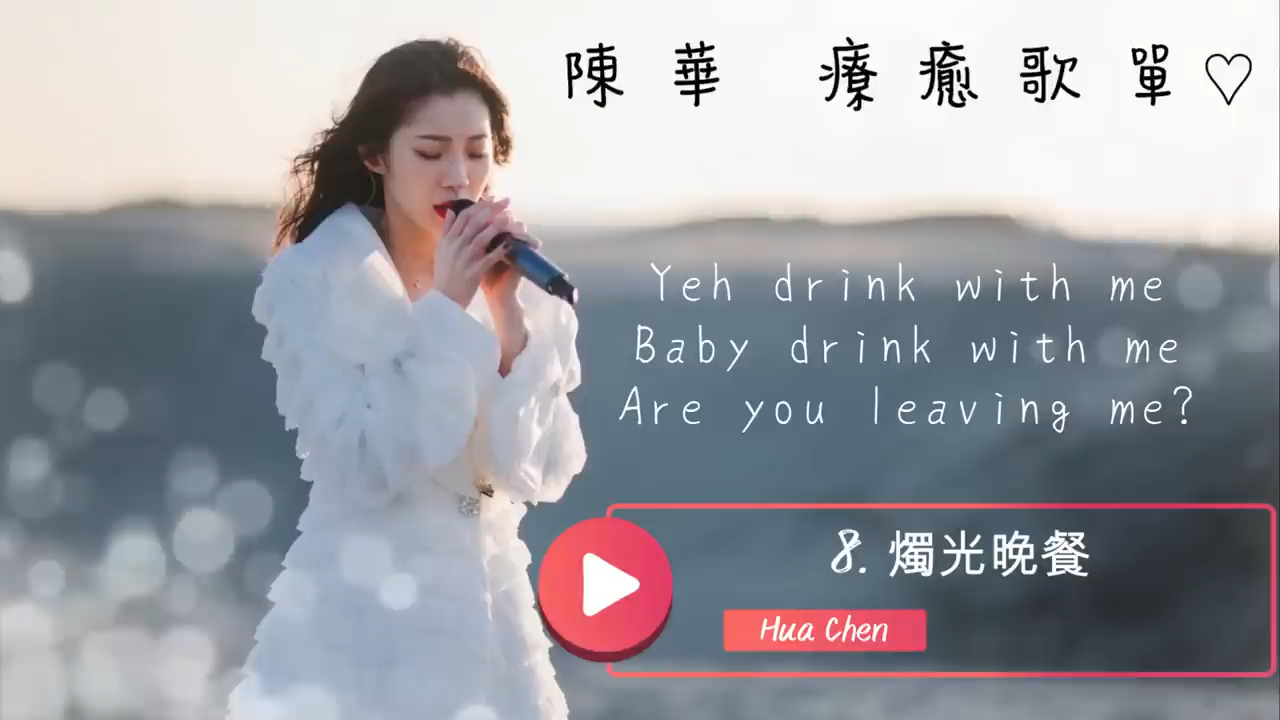 陳華 療癒歌單♡
Yeh drink with me
Baby drink with me
Are you leaving me?
8. 燭光晚餐
Hua Chen